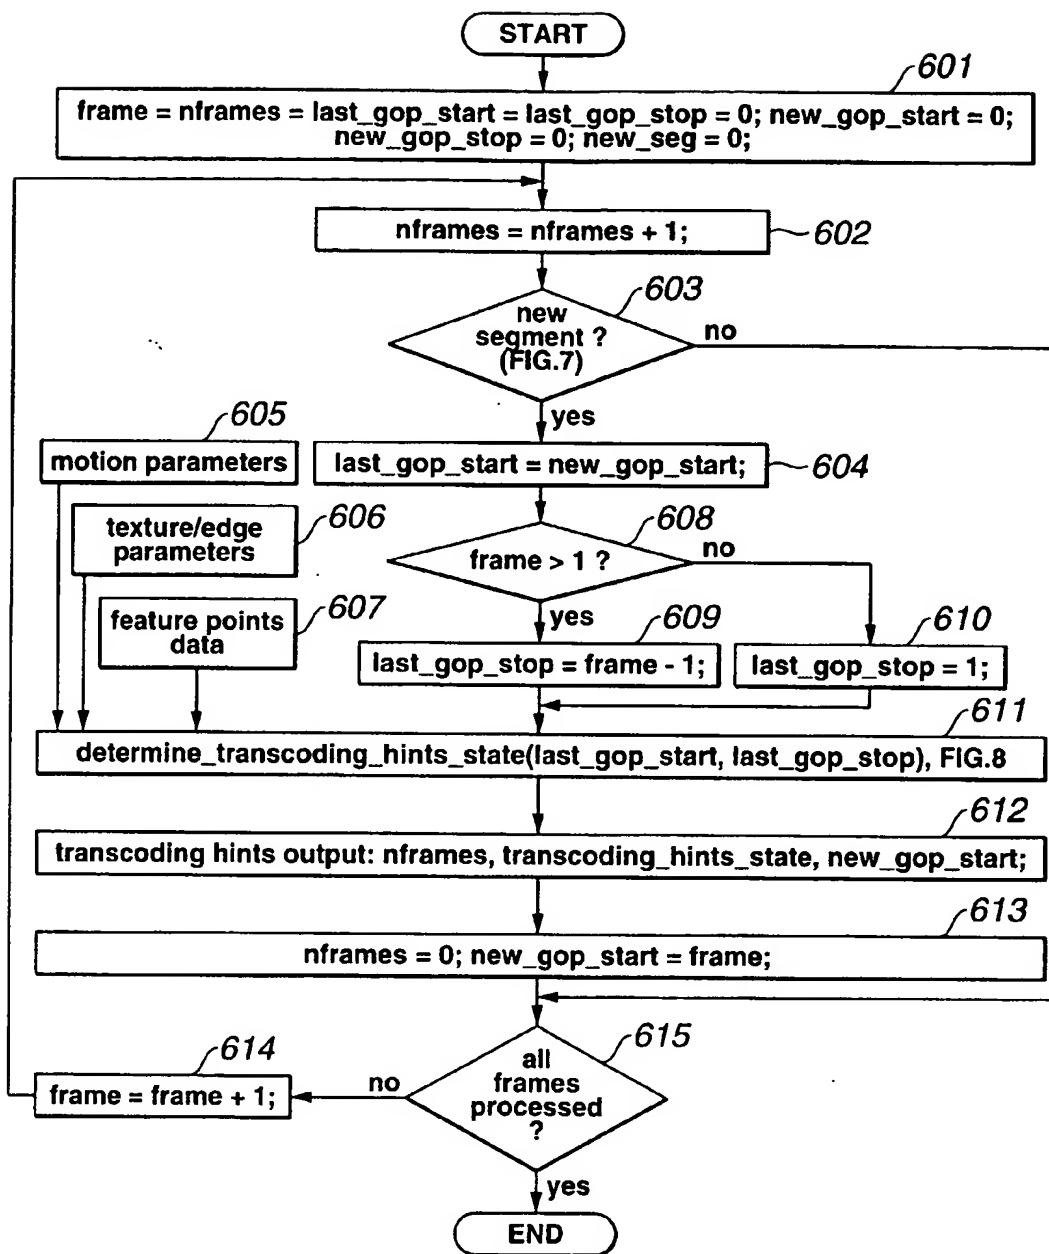 START
601
frame = nframes = last_gop_start = last_gop_stop = 0; new_gop_start = 0;
new_gop_stop = 0; new_seg = 0;
nframes = nframes + 1;
602
603
new
segment ?
(FIG.7)
no
yes
605
motion parameters
last_gop_start = new_gop_start;
604
606
texture/edge
parameters
608
frame > 1 ?
no
yes
607
feature points
data
609
last_gop_stop = frame - 1;
610
last_gop_stop = 1;
611
determine_transcoding_hints_state(last_gop_start, last_gop_stop), FIG.8
612
transcoding hints output: nframes, transcoding_hints_state, new_gop_start;
613
nframes = 0; new_gop_start = frame;
615
all
frames
processed
?
no
614
frame = frame + 1;
yes
END